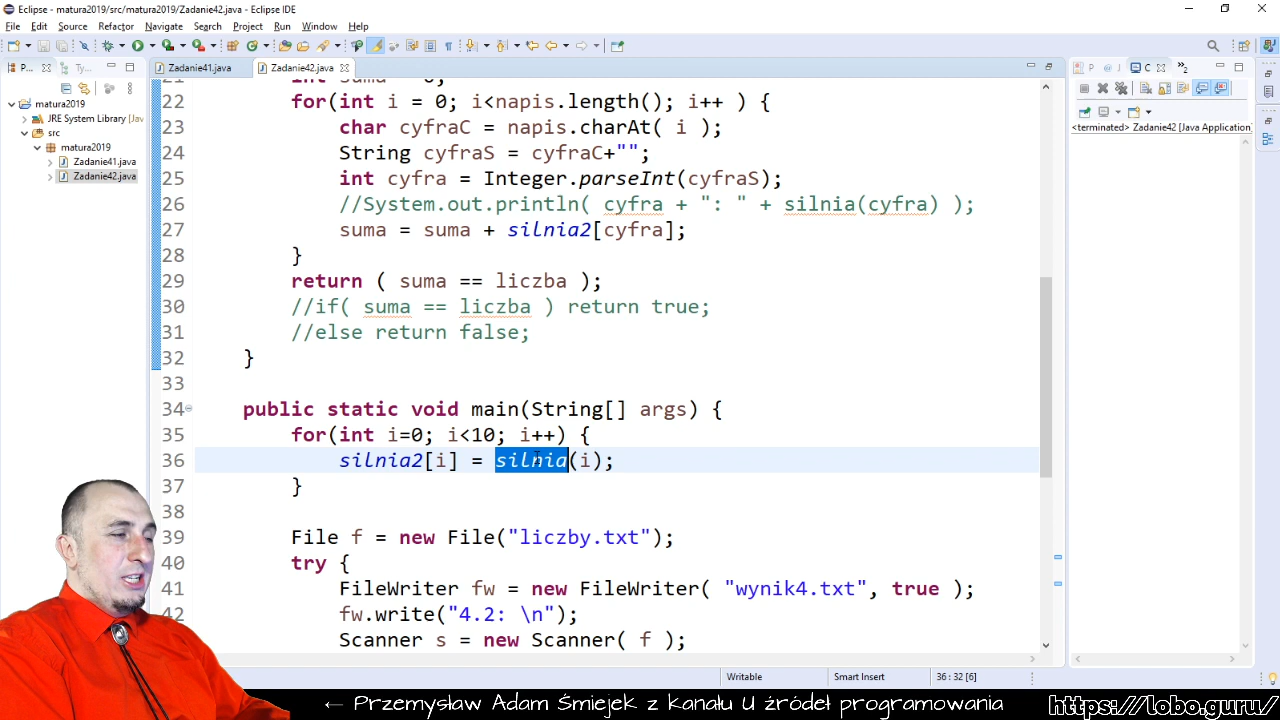 Eclipse - matura2019/src/matura2019/Zadanie42.java - Eclipse IDE
File Edit Source Refactor Navigate Search Project Run Window Help
P... Ty...
Zadanie41.java Zadanie42.java
P @ J C »2
matura2019
JRE System Library [Java
src
matura2019
Zadanie41.java
Zadanie42.java
<terminated> Zadanie42 [Java Application]
22 for(int i = 0; i<napis.length(); i++ ) {
23 char cyfraC = napis.charAt( i );
24 String cyfraS = cyfraC+"";
25 int cyfra = Integer.parseInt(cyfraS);
26 //System.out.println( cyfra + ": " + silnia(cyfra) );
27 suma = suma + silnia2[cyfra];
28 }
29 return ( suma == liczba );
30 //if( suma == liczba ) return true;
31 //else return false;
32 }
33
34 public static void main(String[] args) {
35 for(int i=0; i<10; i++) {
36 silnia2[i] = silnia(i);
37 }
38
39 File f = new File("liczby.txt");
40 try {
41 FileWriter fw = new FileWriter( "wynik4.txt", true );
42 fw.write("4.2: \n");
Scanner s = new Scanner( f );
Writable Smart Insert 36 : 32 [6]
← Przemysław Adam Śmiejek z kanału U źródeł programowania https://lobo.guru/